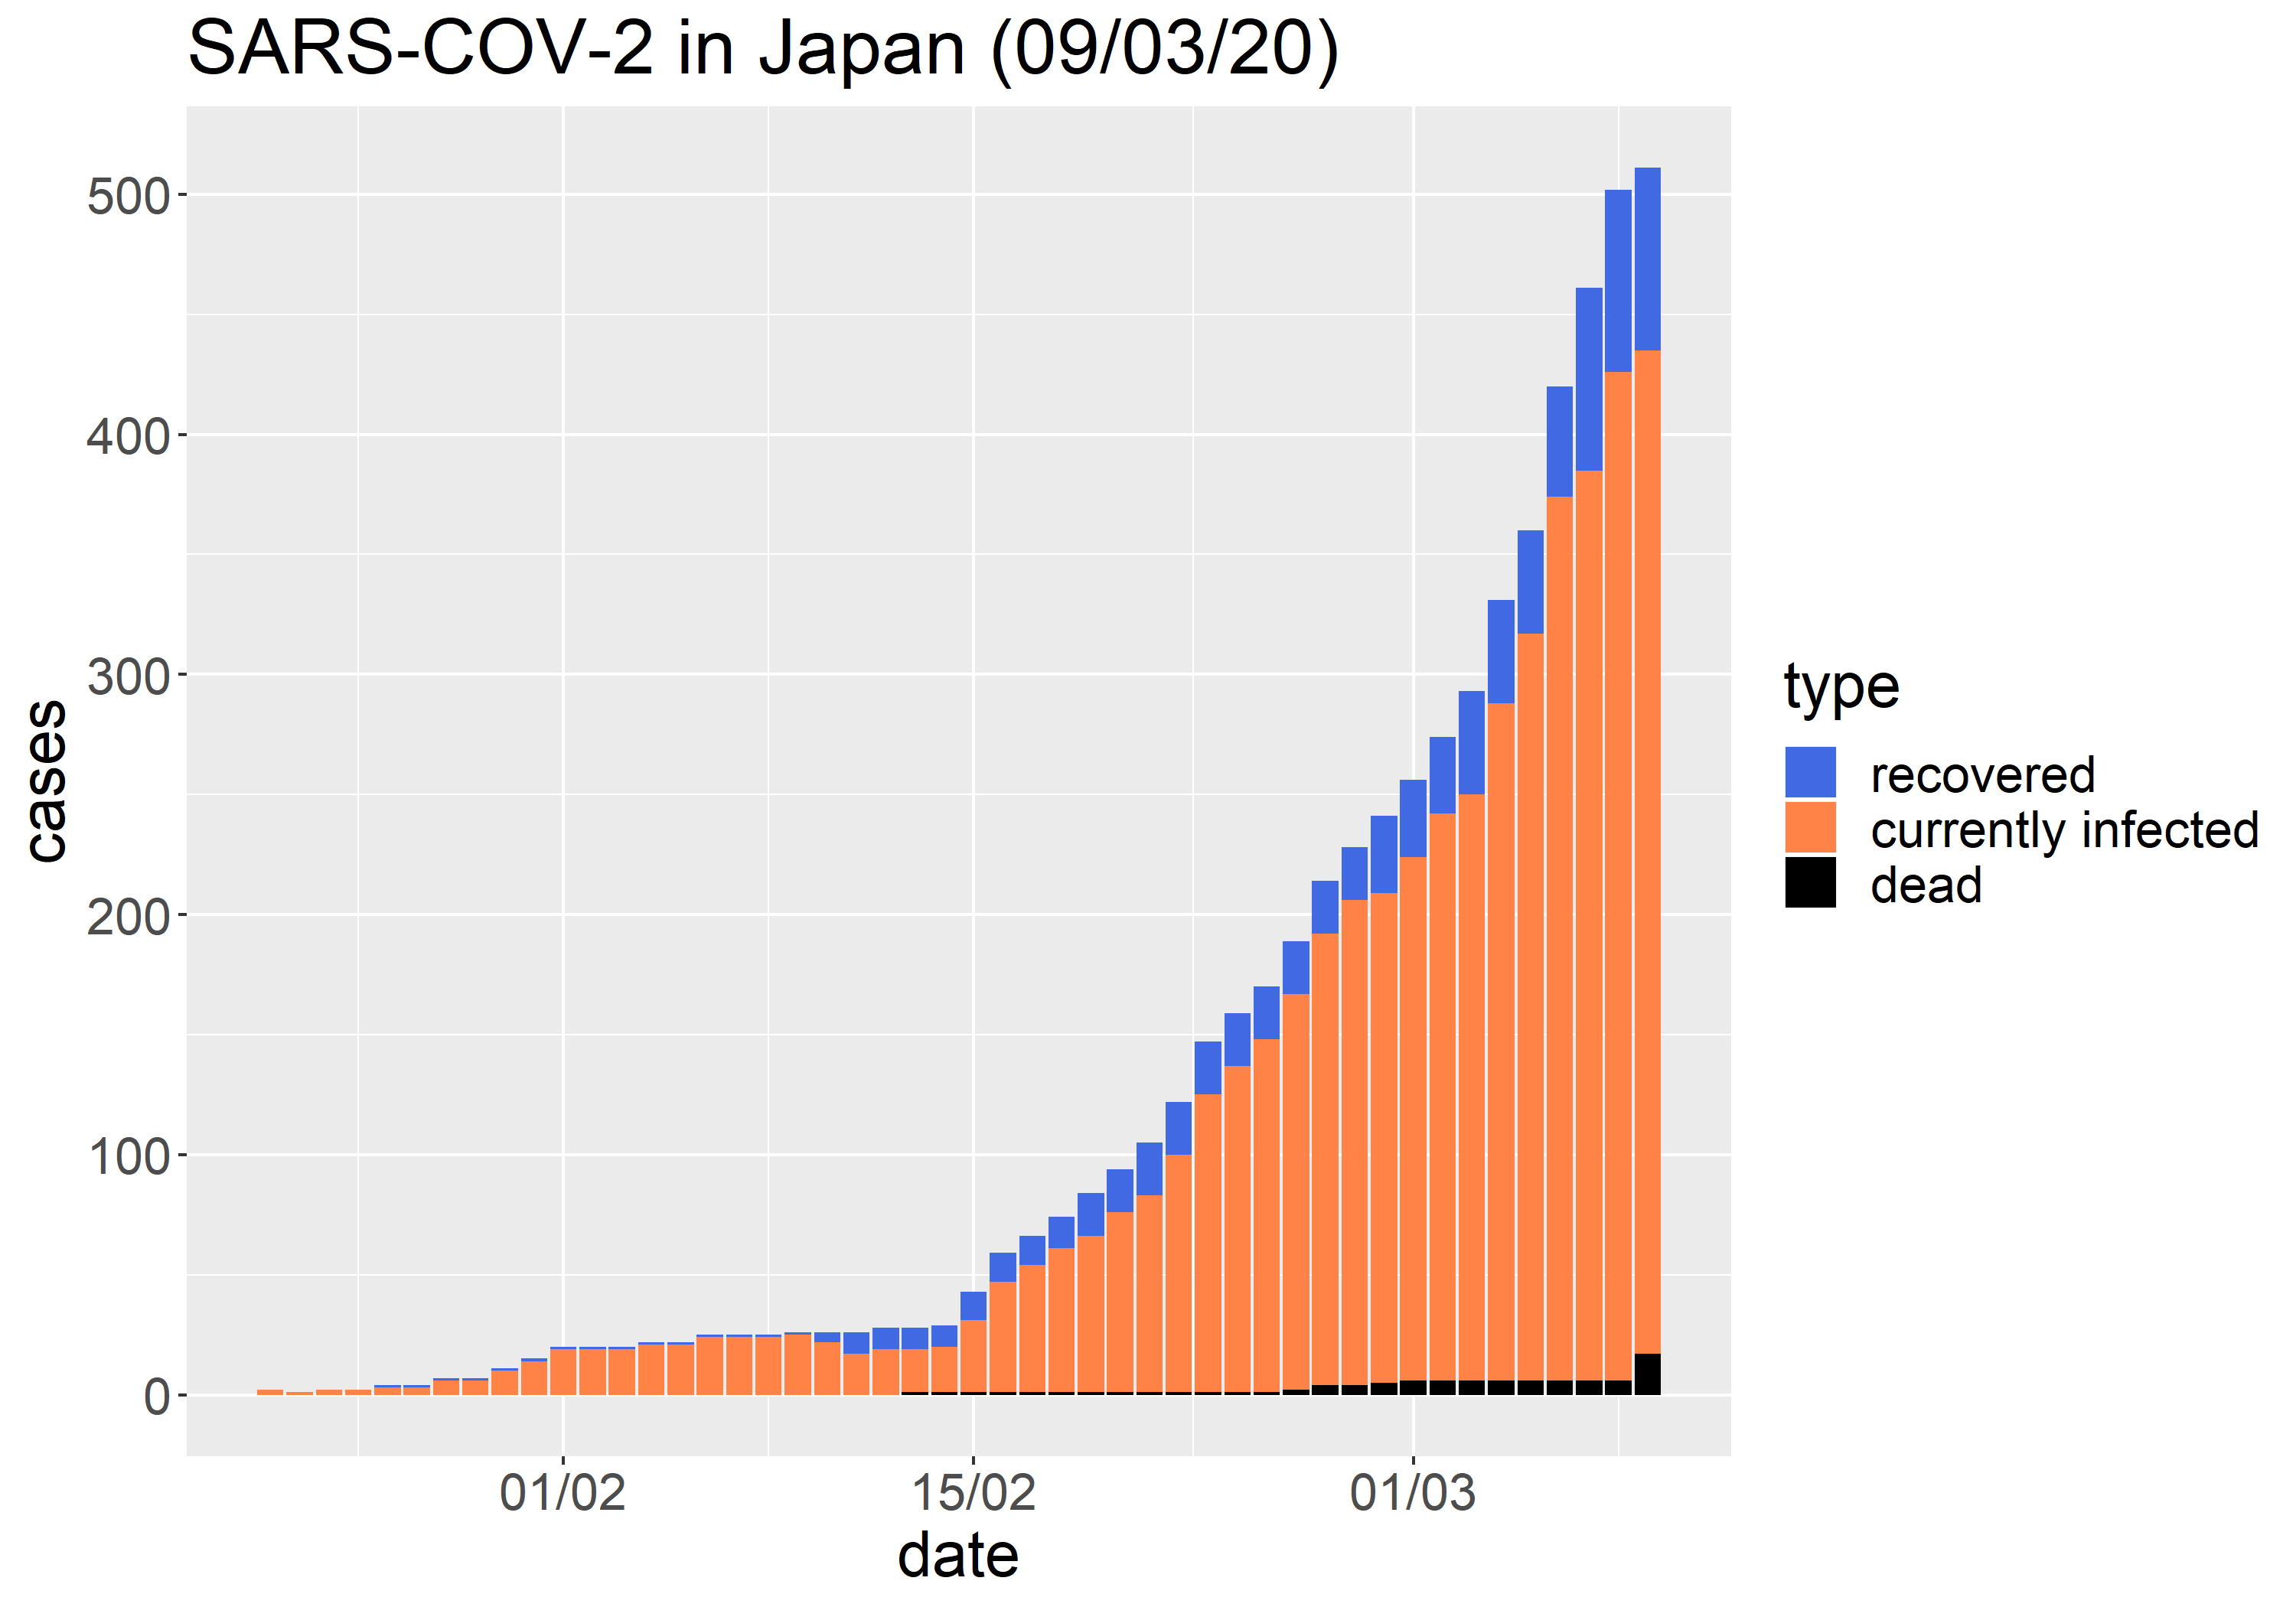 SARS-COV-2 in Japan (09/03/20)
500
400
300
200
100
0
cases
01/02
15/02
01/03
date
type
recovered
currently infected
dead